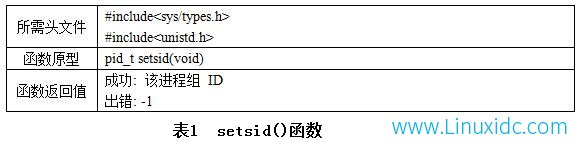 所需头文件
#include<sys/types.h>
#include<unistd.h>
函数原型
pid_t setsid(void)
函数返回值
成功: 该进程组 ID
出错: -1
表1 setsid()函数
www.Linuxidc.com